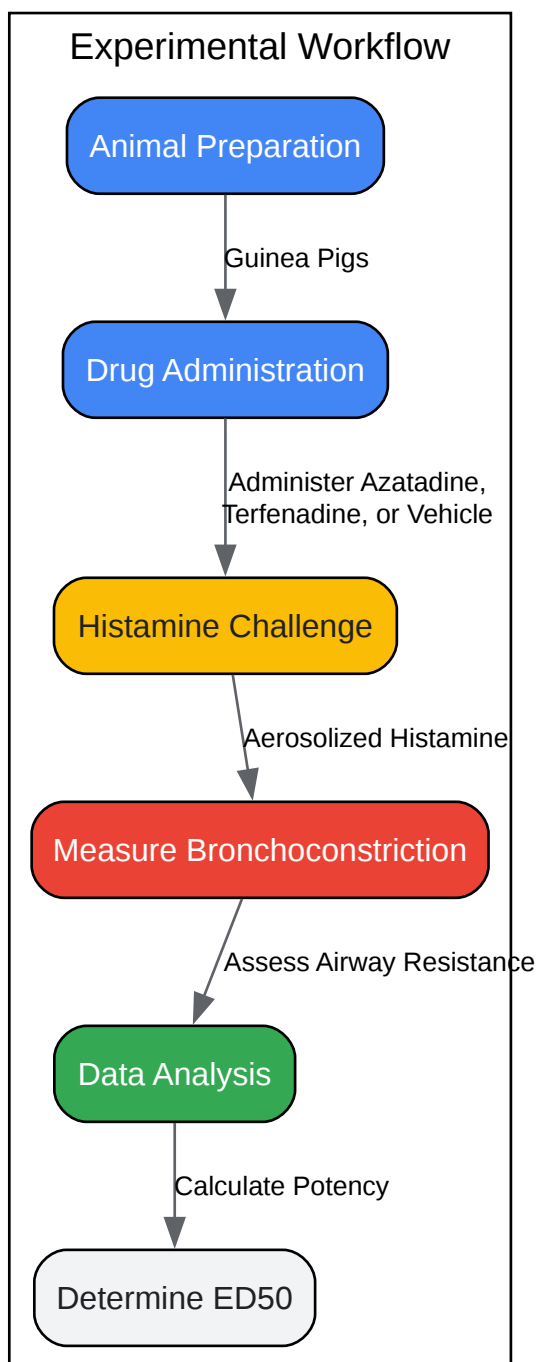 Experimental Workflow
Animal Preparation
Guinea Pigs
Drug Administration
Administer Azatadine,
Terfenadine, or Vehicle
Histamine Challenge
Aerosolized Histamine
Measure Bronchoconstriction
Assess Airway Resistance
Data Analysis
Calculate Potency
Determine ED50